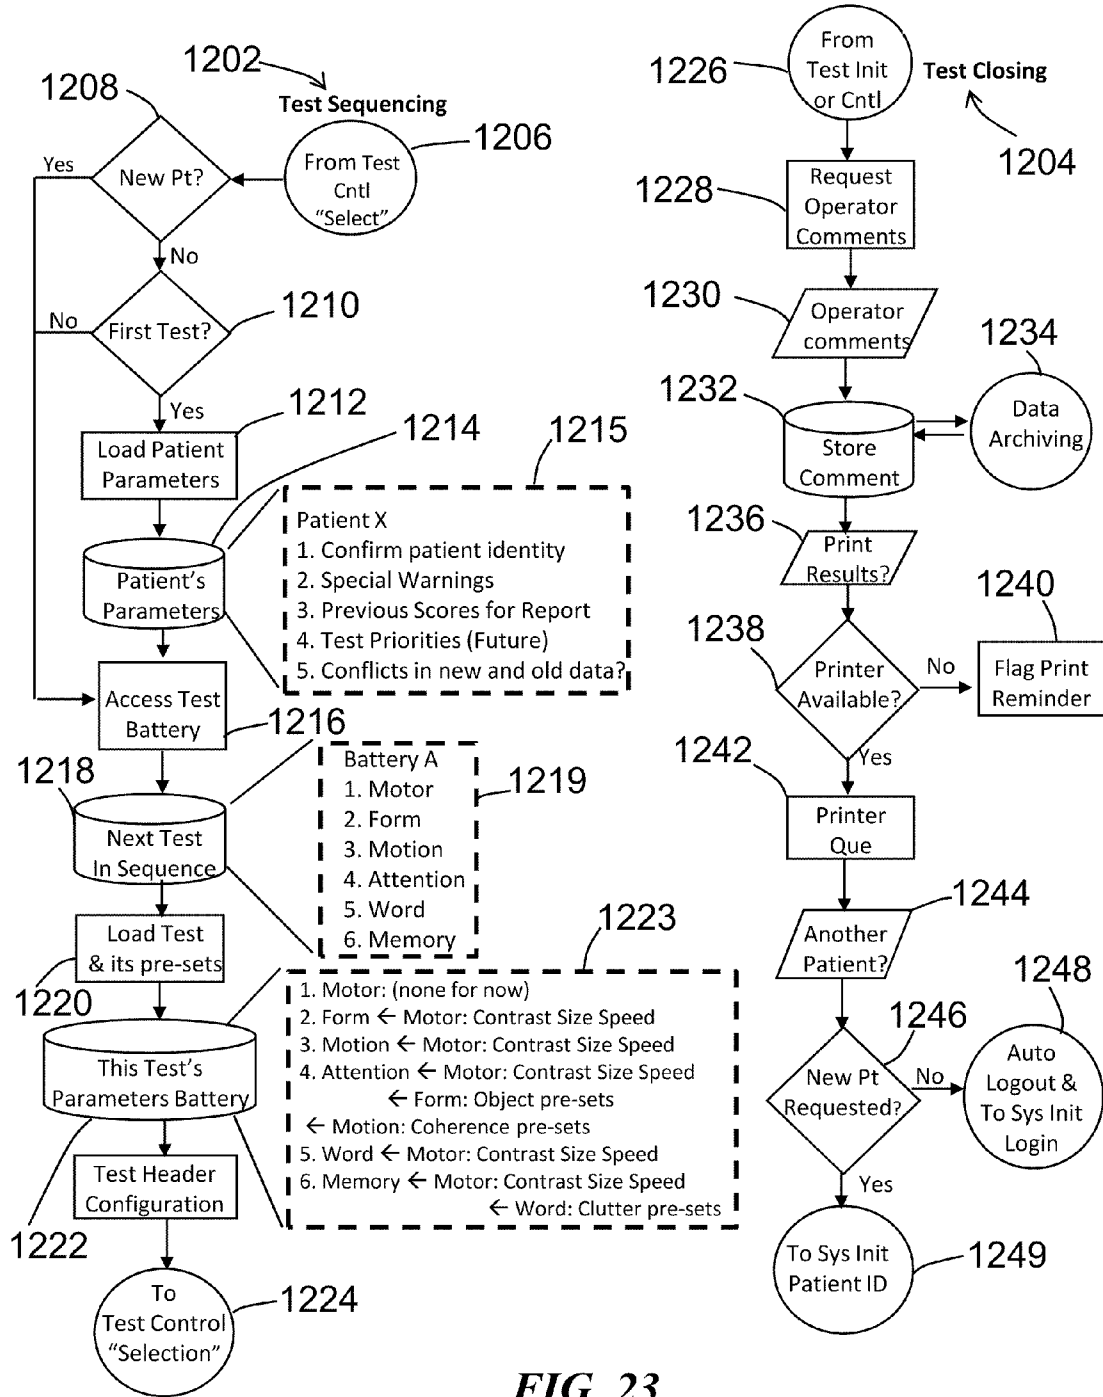 1202
Test Sequencing
1208
1206
From Test
Cntl
“Select”
New Pt?
Yes
No
1210
First Test?
No
Yes
1212
Load Patient
Parameters
1214
1215
Patient’s
Parameters
Patient X
1. Confirm patient identity
2. Special Warnings
3. Previous Scores for Report
4. Test Priorities (Future)
5. Conflicts in new and old data?
Access Test
Battery
1216
1218
Next Test
In Sequence
Battery A
1. Motor
2. Form
3. Motion
4. Attention
5. Word
6. Memory
1219
Load Test
& its pre-sets
1220
1223
This Test’s
Parameters Battery
1. Motor: (none for now)
2. Form ← Motor: Contrast Size Speed
3. Motion ← Motor: Contrast Size Speed
4. Attention ← Motor: Contrast Size Speed
← Form: Object pre-sets
← Motion: Coherence pre-sets
5. Word ← Motor: Contrast Size Speed
6. Memory ← Motor: Contrast Size Speed
← Word: Clutter pre-sets
Test Header
Configuration
1222
To
Test Control
“Selection”
1224
1226
From
Test Init
or Cntl
Test Closing
1204
1228
Request
Operator
Comments
1230
Operator
comments
1232
Store
Comment
1234
Data
Archiving
1236
Print
Results?
1238
Printer
Available?
No
1240
Flag Print
Reminder
Yes
1242
Printer
Que
1244
Another
Patient?
1246
New Pt
Requested?
No
1248
Auto
Logout &
To Sys Init
Login
Yes
To Sys Init
Patient ID
1249
FIG. 23